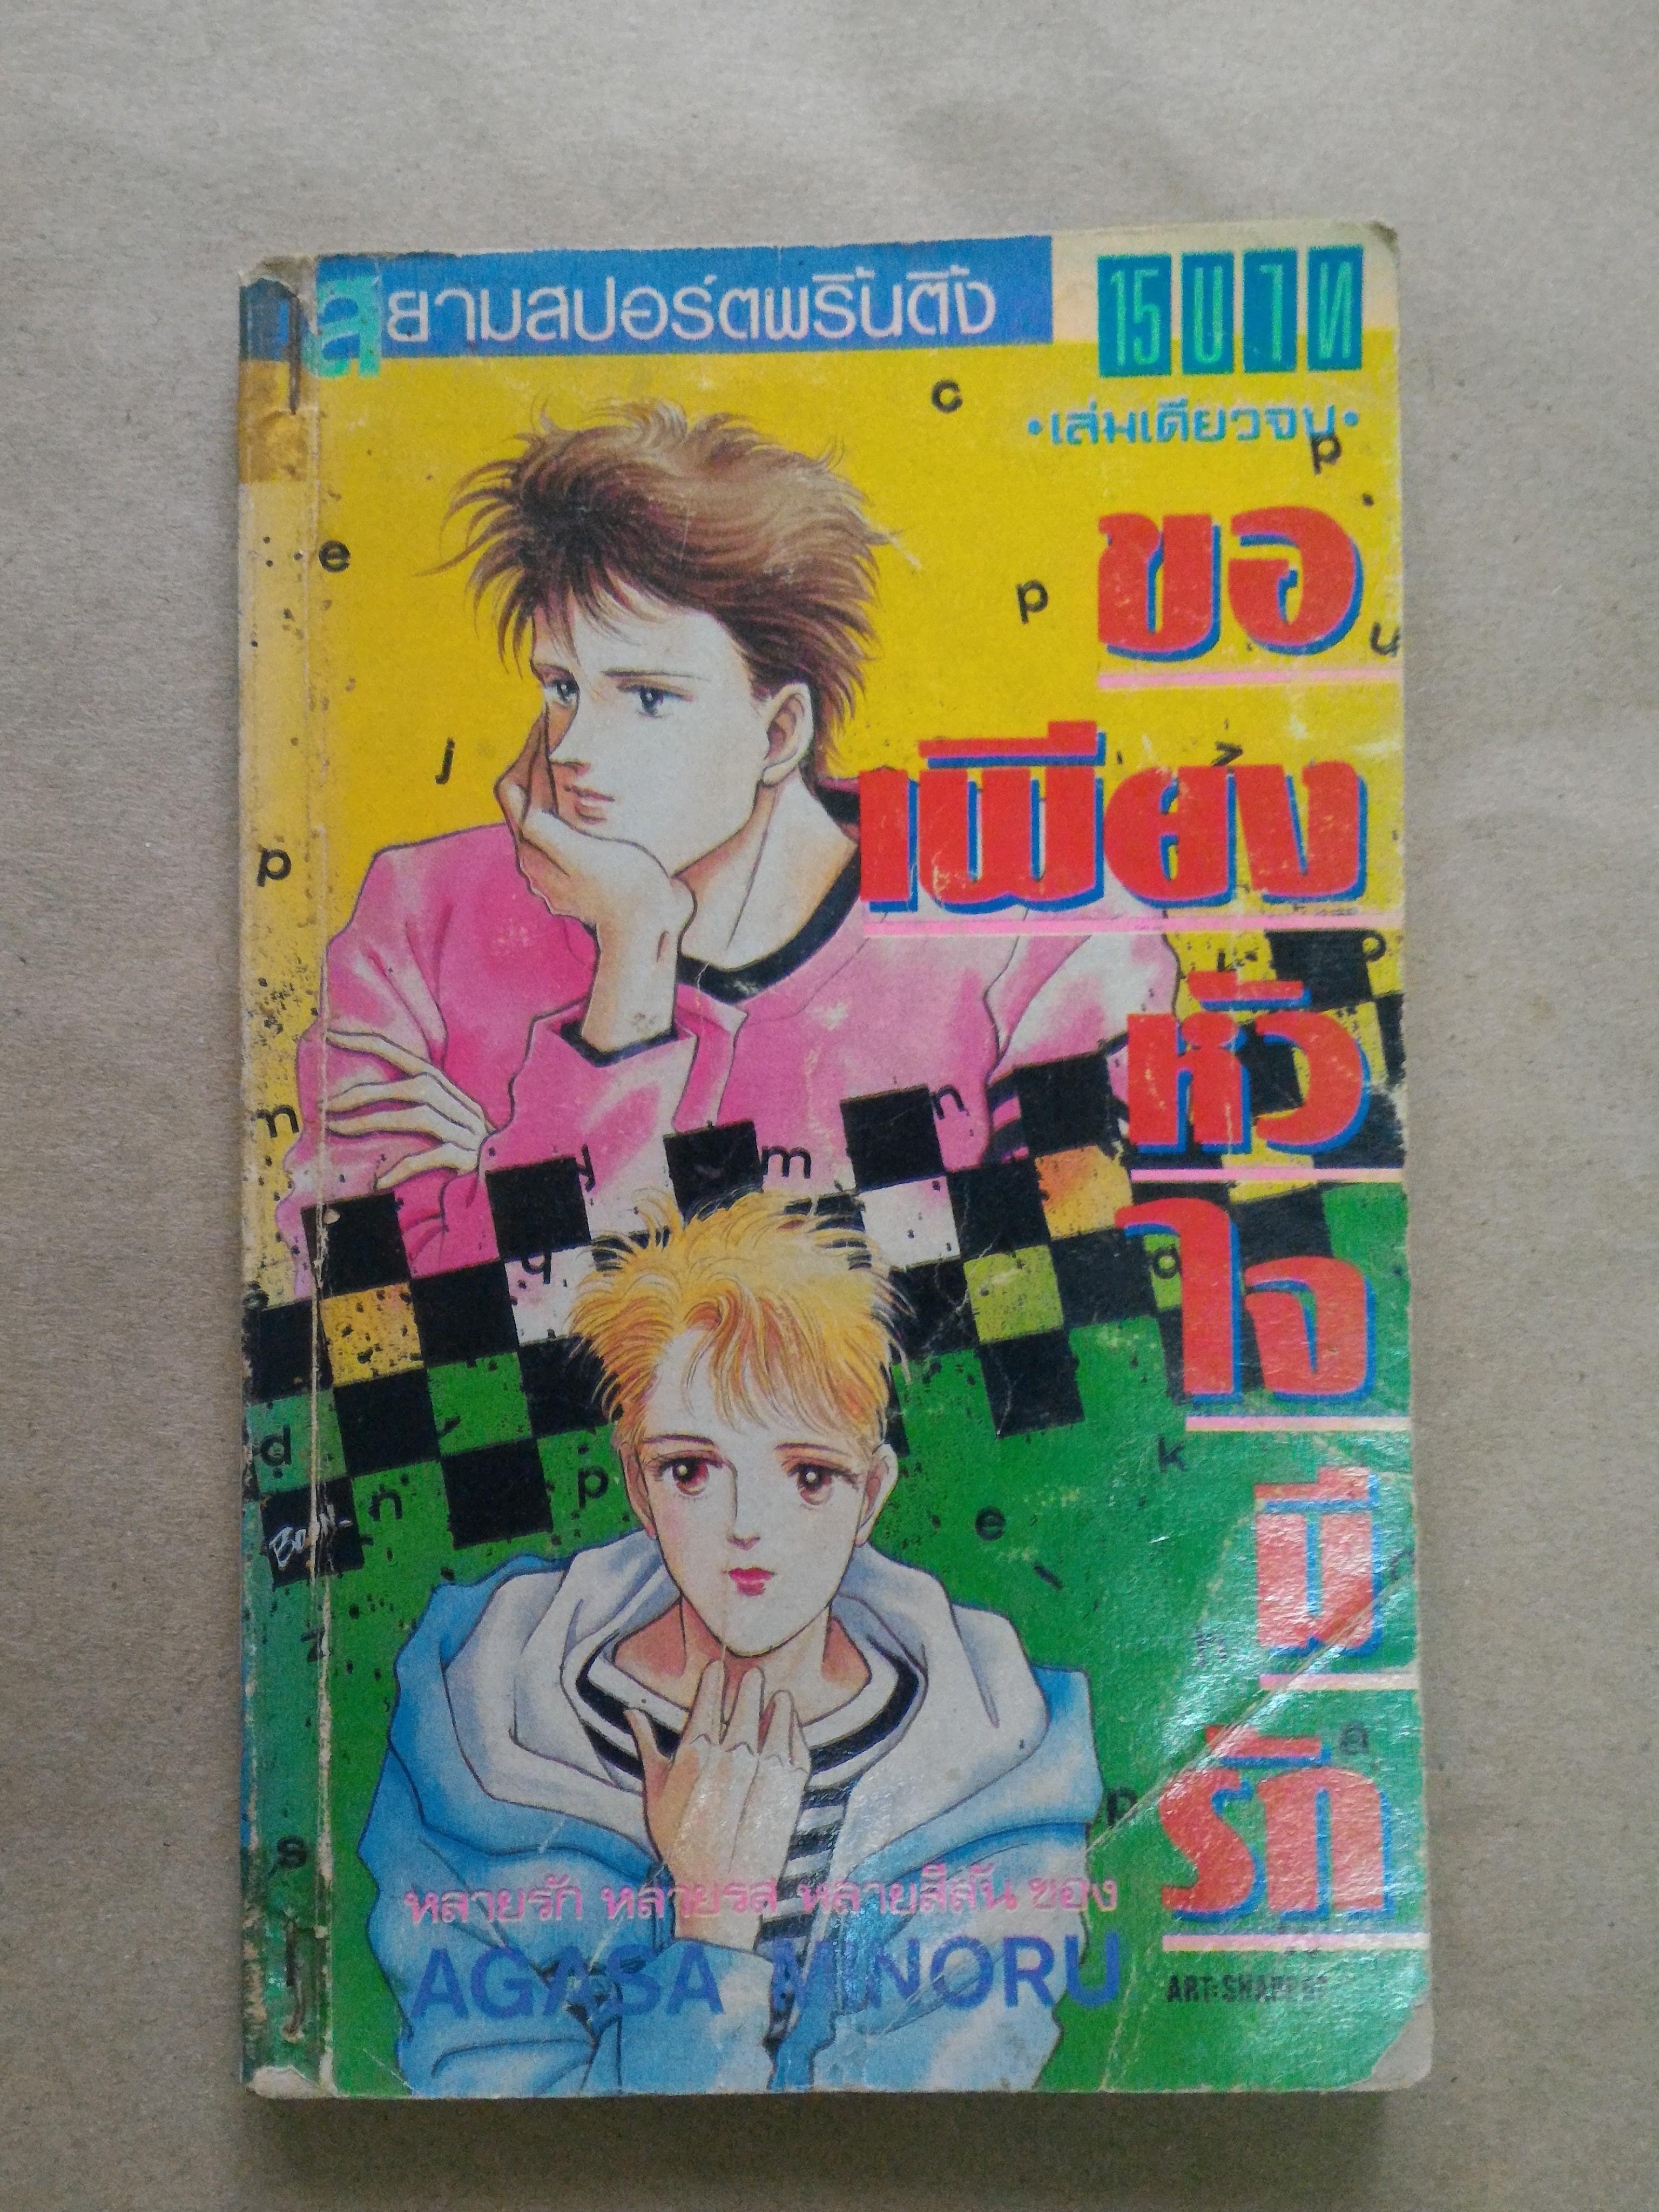 สยามสปอร์ตพริ้นติ้ง
15 บาท
•เล่มเดียวจบ•
ขอ
เพียง
หัว
ใจ
มี
รัก
หลายรัก หลายรส หลายสีสัน ของ
AGASA MINORU
c
p
e
p
u
j
p
p
m
n
y
m
q
d
k
n
p
e
z
a
p
s